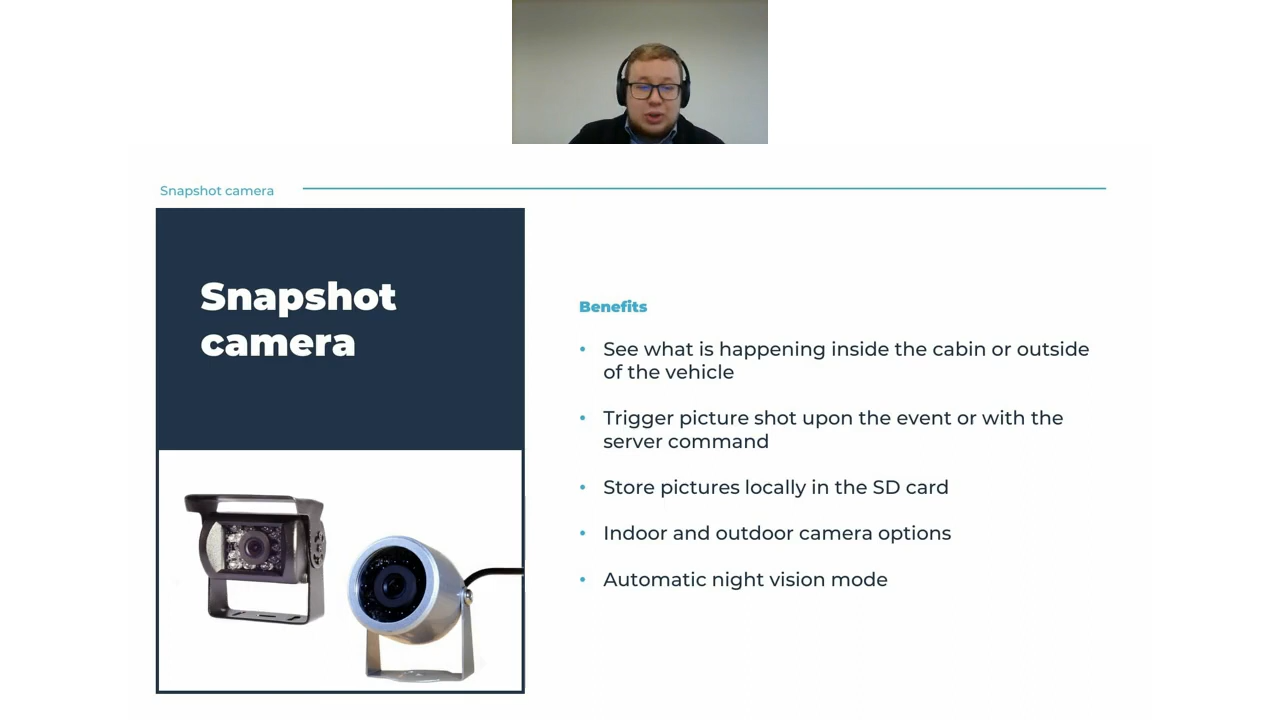 Snapshot camera
Snapshot
camera
Benefits
• See what is happening inside the cabin or outside
of the vehicle
• Trigger picture shot upon the event or with the
server command
• Store pictures locally in the SD card
• Indoor and outdoor camera options
• Automatic night vision mode